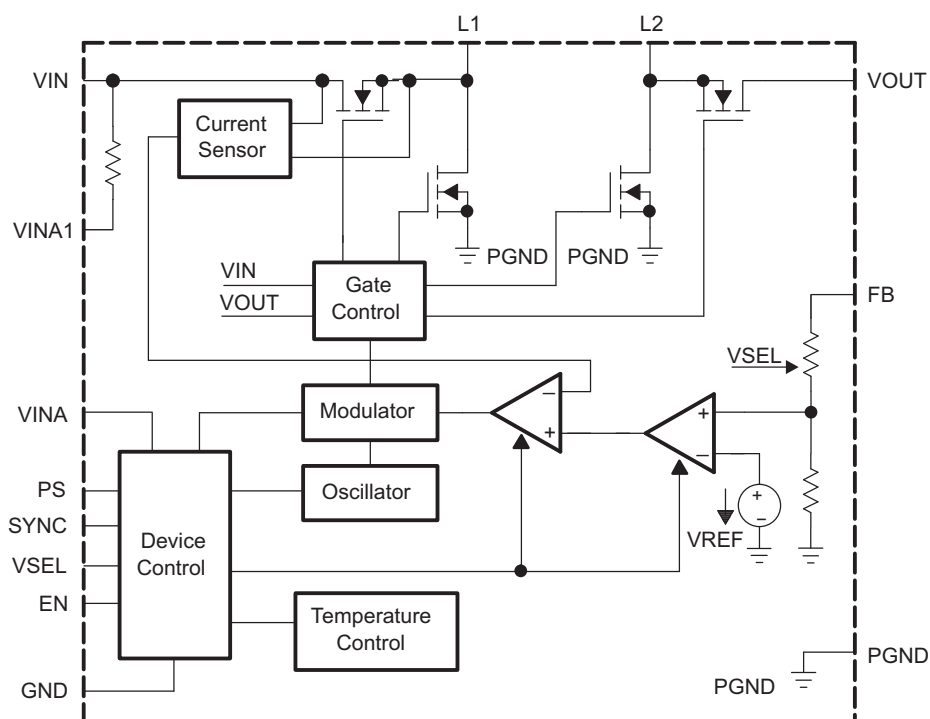 L1
L2
VIN
VOUT
Current
Sensor
VINA1
PGND
PGND
VIN
VOUT
Gate
Control
FB
VSEL
VINA
Modulator
−
+
+
−
PS
Oscillator
+
−
SYNC
Device
Control
VREF
VSEL
EN
Temperature
Control
GND
PGND
PGND